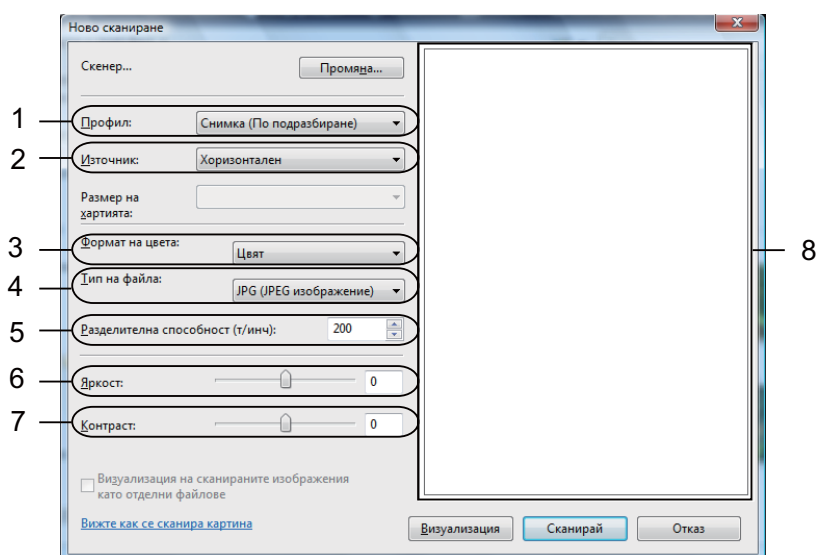 Ново сканиране
Скенер...
Промяна...
1
Профил:
Снимка (По подразбиране)
2
Източник:
Хоризонтален
Размер на
хартията:
3
Формат на цвета:
Цвят
4
Тип на файла:
JPG (JPEG изображение)
5
Разделителна способност (т/инч):
200
6
Яркост:
0
7
Контраст:
0
8
Визуализация на сканираните изображения
като отделни файлове
Вижте как се сканира картина
Визуализация
Сканирай
Отказ